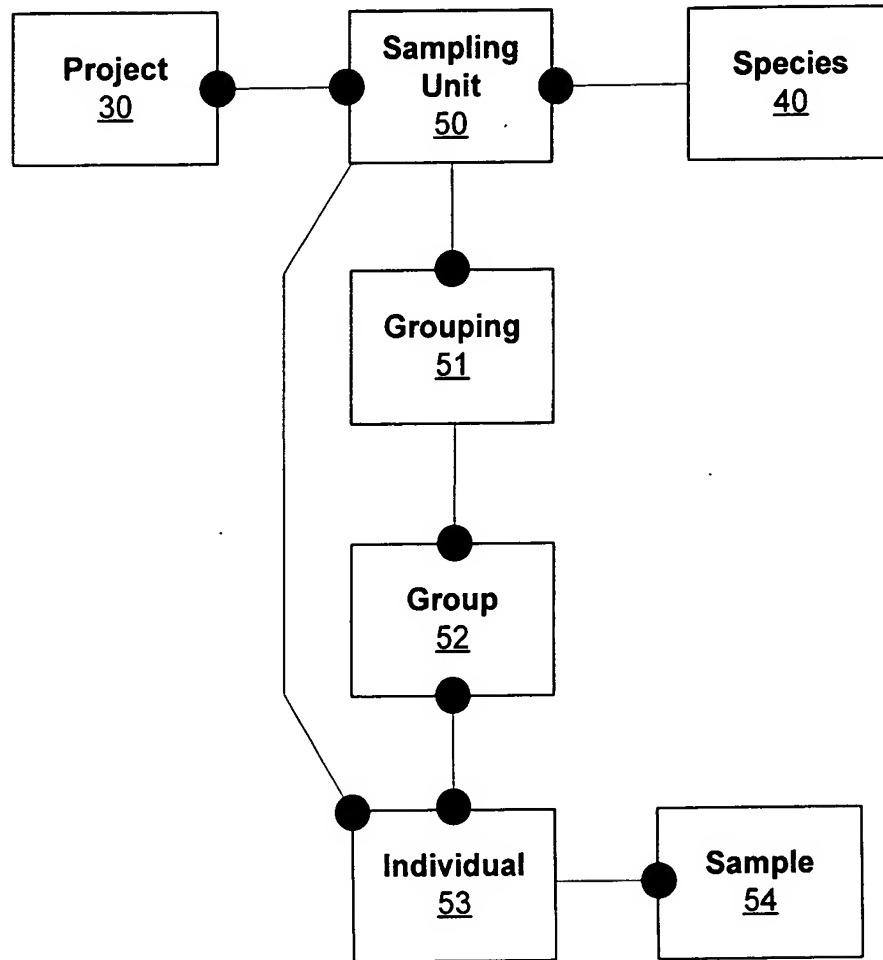 Project
30
Sampling
Unit
50
Species
40
Grouping
51
Group
52
Individual
53
Sample
54